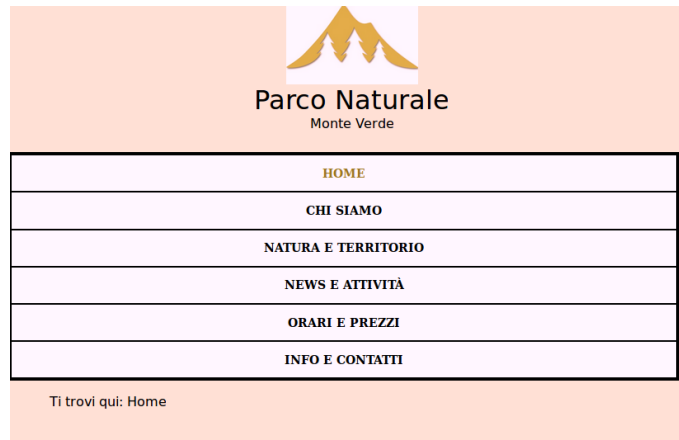 Parco Naturale
Monte Verde
HOME
CHI SIAMO
NATURA E TERRITORIO
NEWS E ATTIVITÀ
ORARI E PREZZI
INFO E CONTATTI
Ti trovi qui: Home